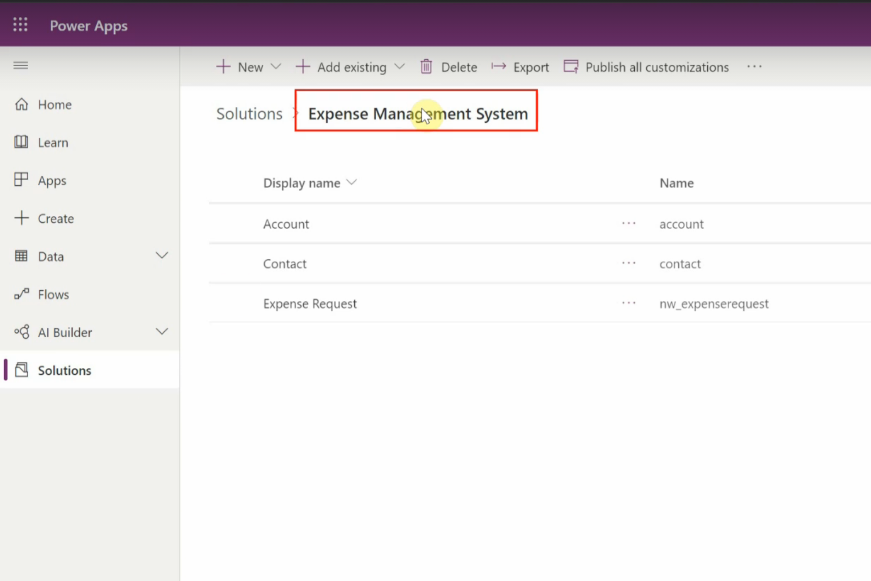 Power Apps
New Add existing Delete Export Publish all customizations ···
Home
Learn
Apps
Create
Data
Flows
AI Builder
Solutions
Solutions > Expense Management System
Display name Name
Account ··· account
Contact ··· contact
Expense Request ··· nw_expenserequest